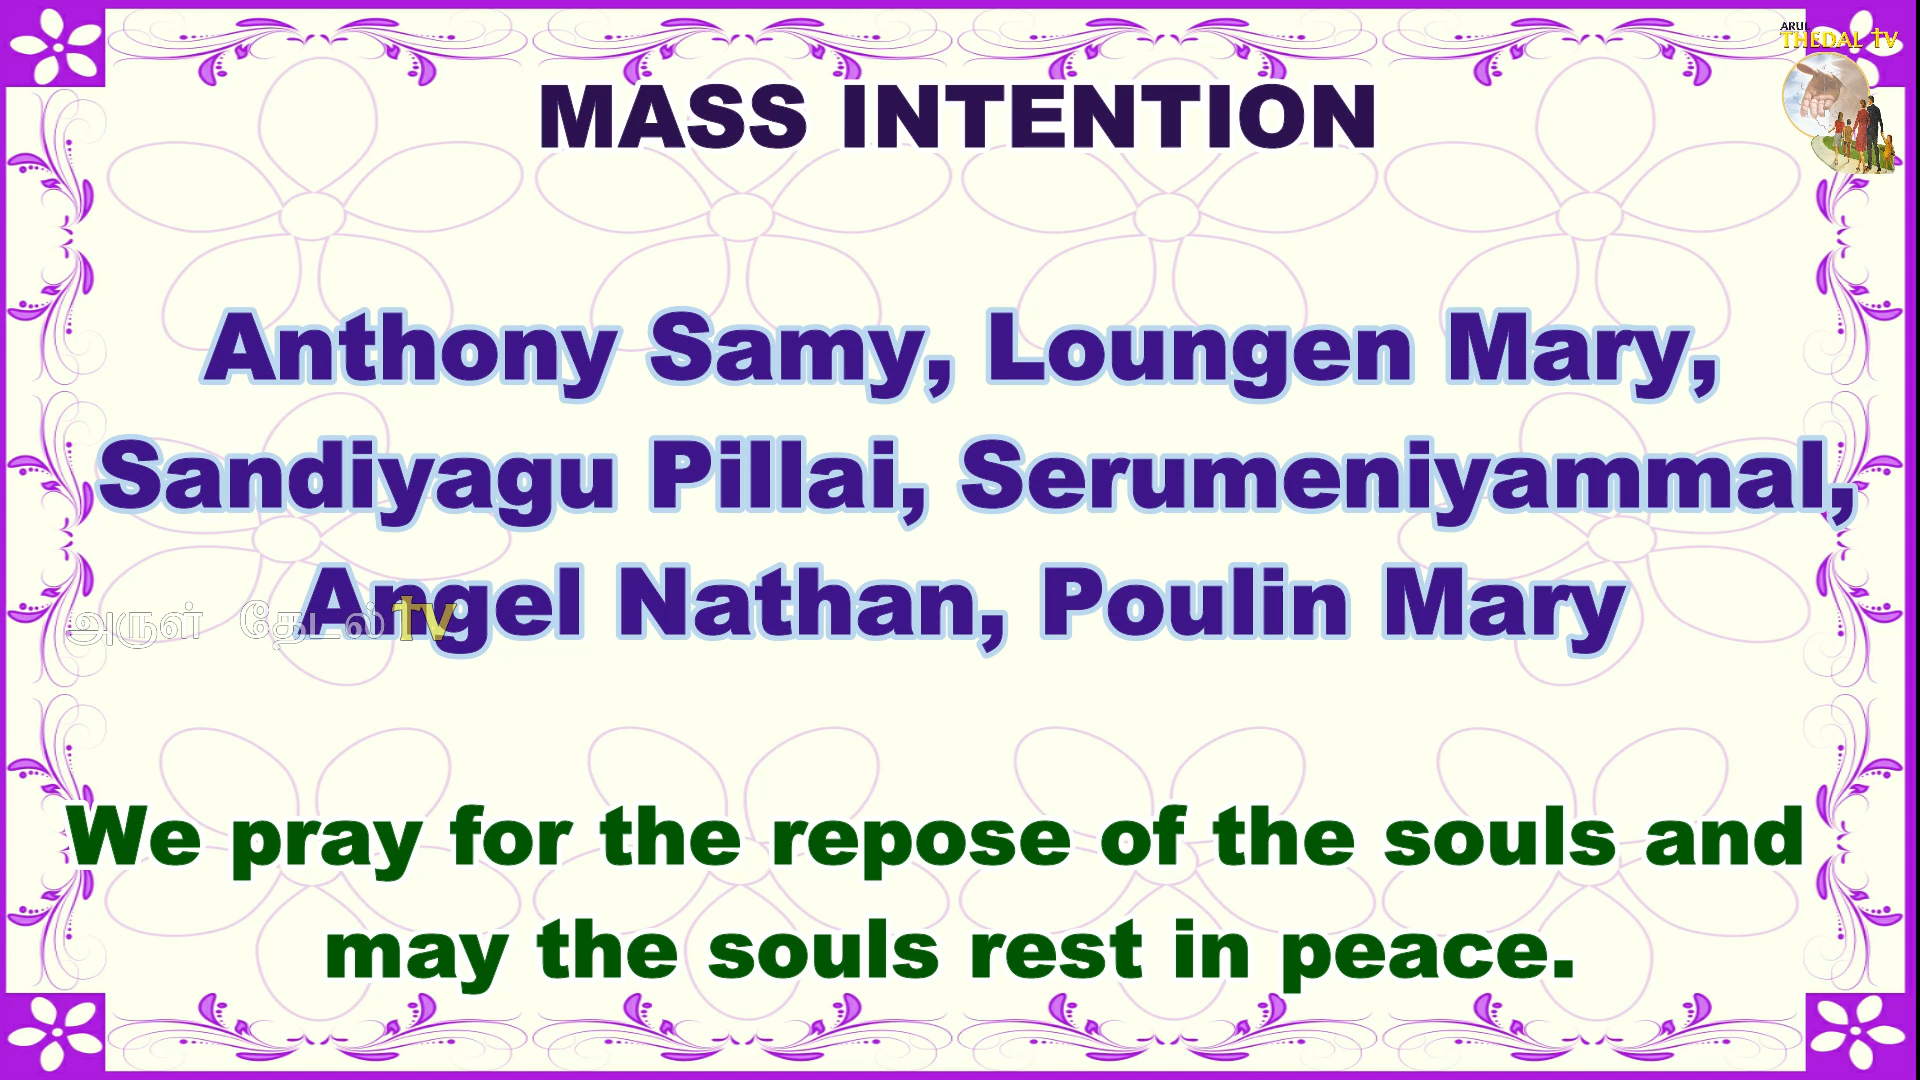 ARUL
THEDAL TV
MASS INTENTION
Anthony Samy, Loungen Mary,
Sandiyagu Pillai, Serumeniyammal,
Angel Nathan, Poulin Mary
அருள் தேடல் tv
We pray for the repose of the souls and
may the souls rest in peace.